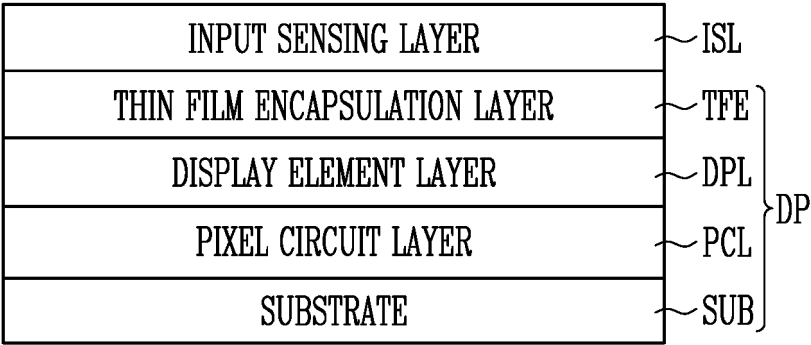 INPUT SENSING LAYER ISL
THIN FILM ENCAPSULATION LAYER TFE
DISPLAY ELEMENT LAYER DPL
DP
PIXEL CIRCUIT LAYER PCL
SUBSTRATE SUB